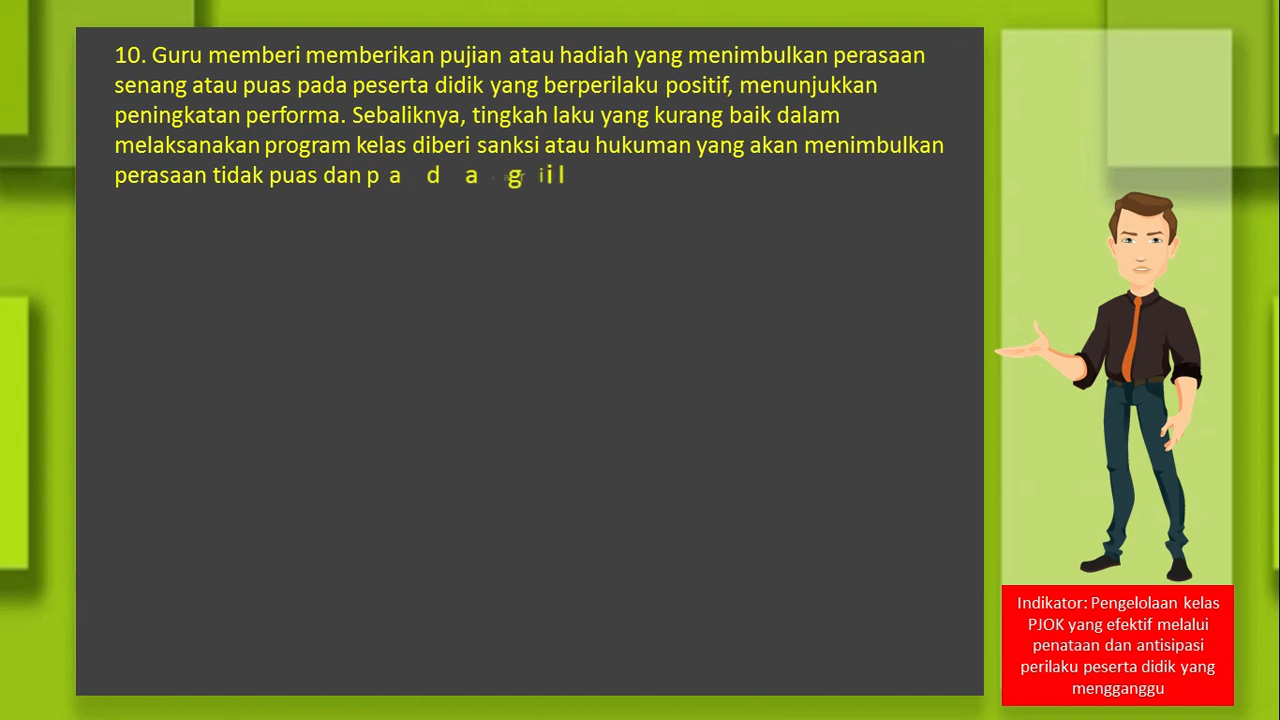 10. Guru memberi memberikan pujian atau hadiah yang menimbulkan perasaan
senang atau puas pada peserta didik yang berperilaku positif, menunjukkan
peningkatan performa. Sebaliknya, tingkah laku yang kurang baik dalam
melaksanakan program kelas diberi sanksi atau hukuman yang akan menimbulkan
perasaan tidak puas dan
Indikator: Pengelolaan kelas
PJOK yang efektif melalui
penataan dan antisipasi
perilaku peserta didik yang
mengganggu